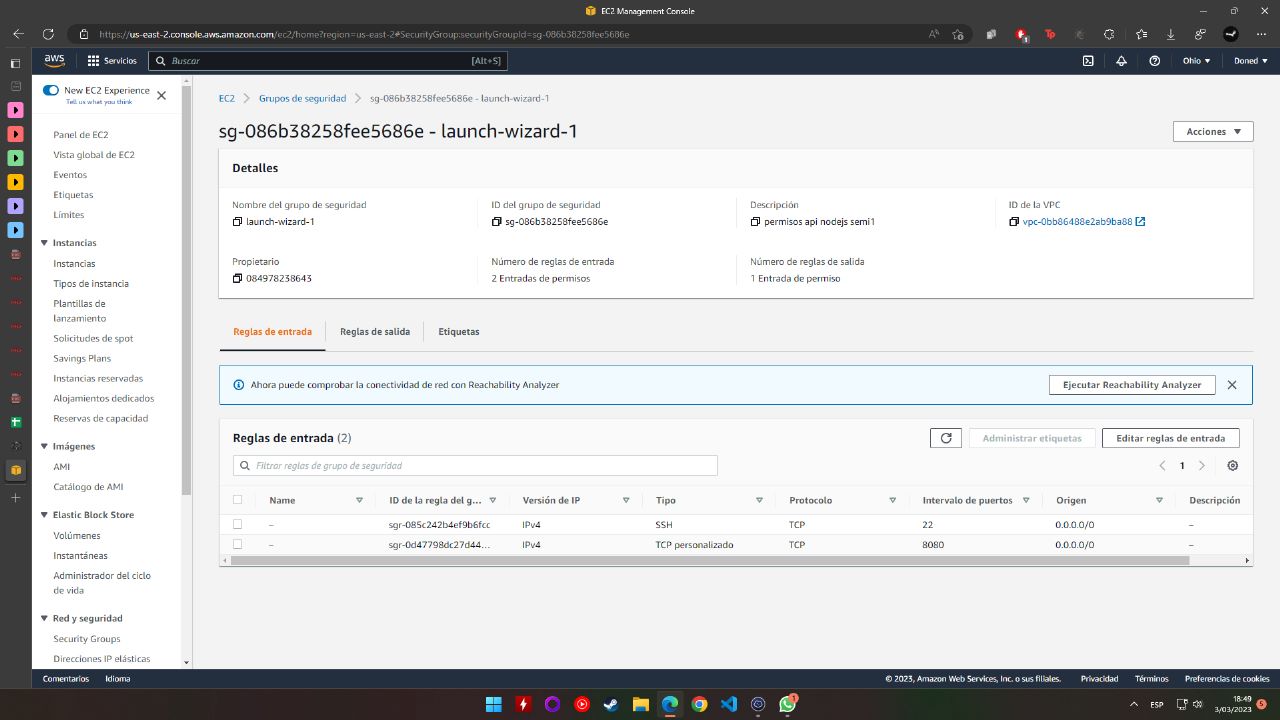 EC2 Management Console
https://us-east-2.console.aws.amazon.com/ec2/home?region=us-east-2#SecurityGroup:securityGroupId=sg-086b38258fee5686e
aws Servicios Buscar [Alt+S] Ohio Doned
New EC2 Experience
Tell us what you think
Panel de EC2
Vista global de EC2
Eventos
Etiquetas
Límites
Instancias
Instancias
Tipos de instancia
Plantillas de
lanzamiento
Solicitudes de spot
Savings Plans
Instancias reservadas
Alojamientos dedicados
Reservas de capacidad
Imágenes
AMI
Catálogo de AMI
Elastic Block Store
Volúmenes
Instantáneas
Administrador del ciclo
de vida
Red y seguridad
Security Groups
Direcciones IP elásticas
EC2 Grupos de seguridad sg-086b38258fee5686e - launch-wizard-1
sg-086b38258fee5686e - launch-wizard-1
Acciones
Detalles
Nombre del grupo de seguridad
launch-wizard-1
ID del grupo de seguridad
sg-086b38258fee5686e
Descripción
permisos api nodejs semi1
ID de la VPC
vpc-0bb86488e2ab9ba88
Propietario
084978238643
Número de reglas de entrada
2 Entradas de permisos
Número de reglas de salida
1 Entrada de permiso
Reglas de entrada Reglas de salida Etiquetas
Ahora puede comprobar la conectividad de red con Reachability Analyzer
Ejecutar Reachability Analyzer
Reglas de entrada (2)
Administrar etiquetas Editar reglas de entrada
Filtrar reglas de grupo de seguridad
1
Name ID de la regla del g... Versión de IP Tipo Protocolo Intervalo de puertos Origen Descripción
– sgr-085c242b4ef9b6fcc IPv4 SSH TCP 22 0.0.0.0/0 –
– sgr-0d47798dc27d44... IPv4 TCP personalizado TCP 8080 0.0.0.0/0 –
Comentarios Idioma © 2023, Amazon Web Services, Inc. o sus filiales. Privacidad Términos Preferencias de cookies
ESP
18:49
3/03/2023
5